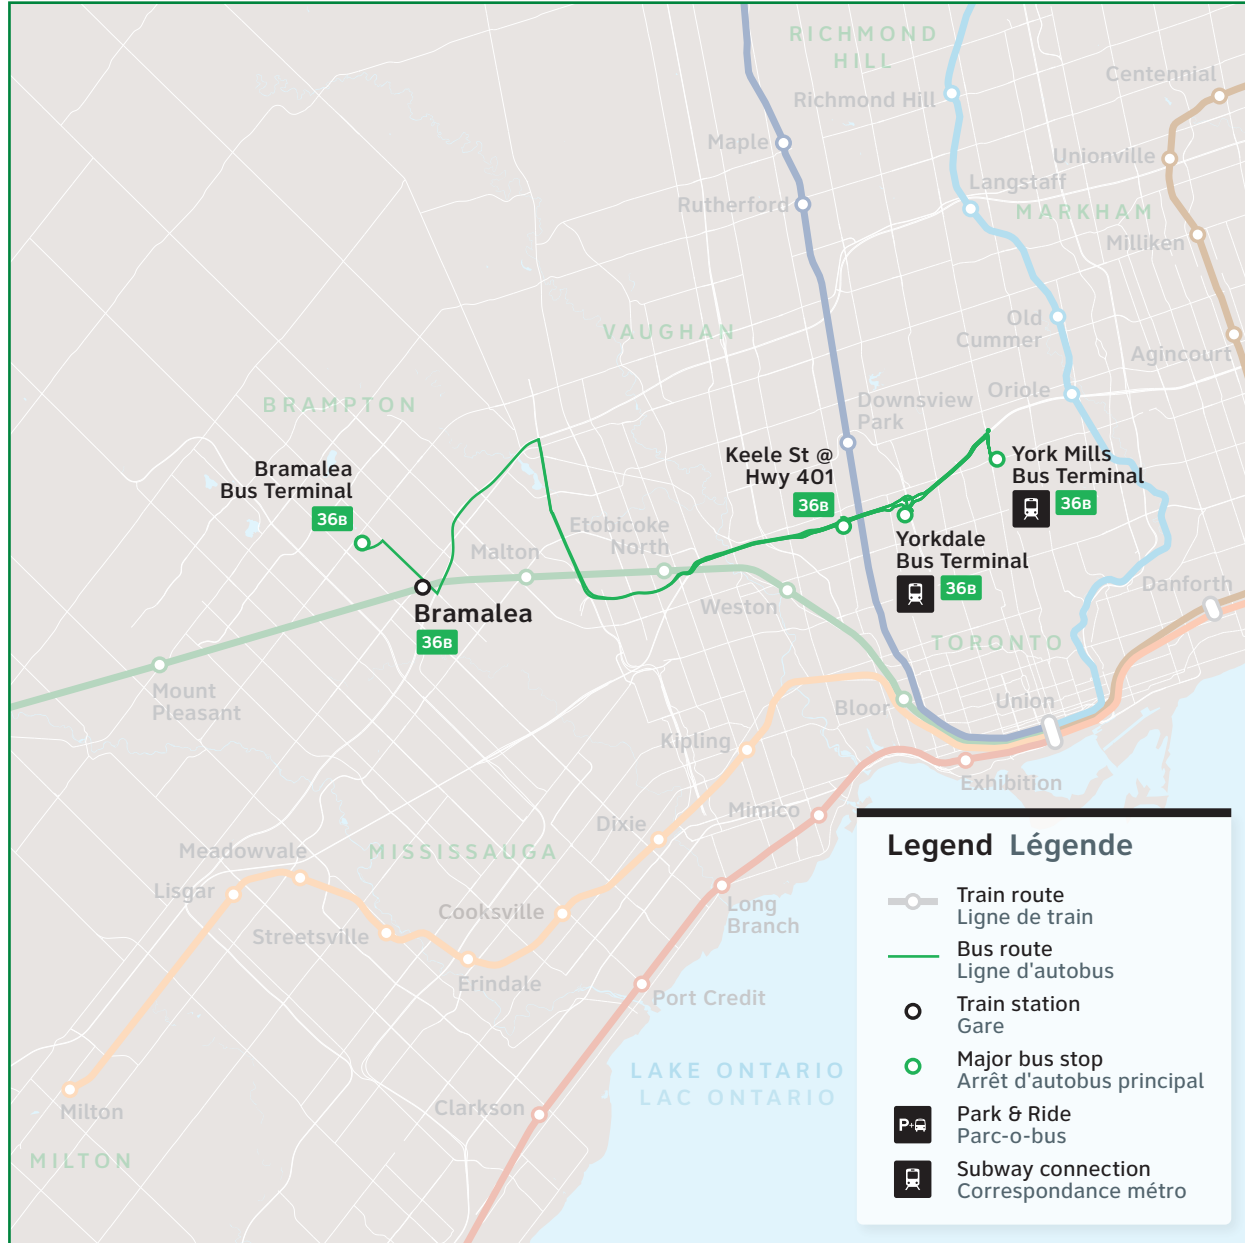 RICHMOND
HILL
Centennial
Richmond Hill
Maple
Unionville
Langstaff
Rutherford
MARKHAM
Milliken
Old
Cummer
VAUGHAN
Agincourt
Oriole
BRAMPTON
Downsview
Park
Keele St @
Hwy 401
36B
York Mills
Bus Terminal
36B
Bramalea
Bus Terminal
36B
Etobicoke
North
Malton
Yorkdale
Bus Terminal
36B
Danforth
Weston
Bramalea
36B
TORONTO
Mount
Pleasant
Union
Bloor
Kipling
Exhibition
Mimico
Dixie
Meadowvale
MISSISSAUGA
Lisgar
Cooksville
Long
Branch
Streetsville
Erindale
Port Credit
LAKE ONTARIO
LAC ONTARIO
Milton
Clarkson
MILTON
Legend Légende
Train route
Ligne de train
Bus route
Ligne d'autobus
Train station
Gare
Major bus stop
Arrêt d'autobus principal
P+
Park & Ride
Parc-o-bus
Subway connection
Correspondance métro